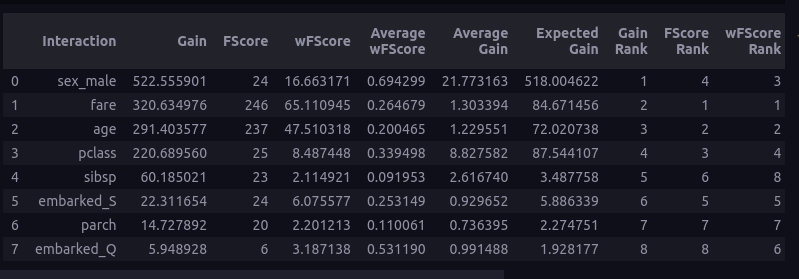 Interaction Gain FScore wFScore Average wFScore Average Gain Expected Gain Gain Rank FScore Rank wFScore Rank
0 sex_male 522.555901 24 16.663171 0.694299 21.773163 518.004622 1 4 3
1 fare 320.634976 246 65.110945 0.264679 1.303394 84.671456 2 1 1
2 age 291.403577 237 47.510318 0.200465 1.229551 72.020738 3 2 2
3 pclass 220.689560 25 8.487448 0.339498 8.827582 87.544107 4 3 4
4 sibsp 60.185021 23 2.114921 0.091953 2.616740 3.487758 5 6 8
5 embarked_S 22.311654 24 6.075577 0.253149 0.929652 5.886339 6 5 5
6 parch 14.727892 20 2.201213 0.110061 0.736395 2.274751 7 7 7
7 embarked_Q 5.948928 6 3.187138 0.531190 0.991488 1.928177 8 8 6